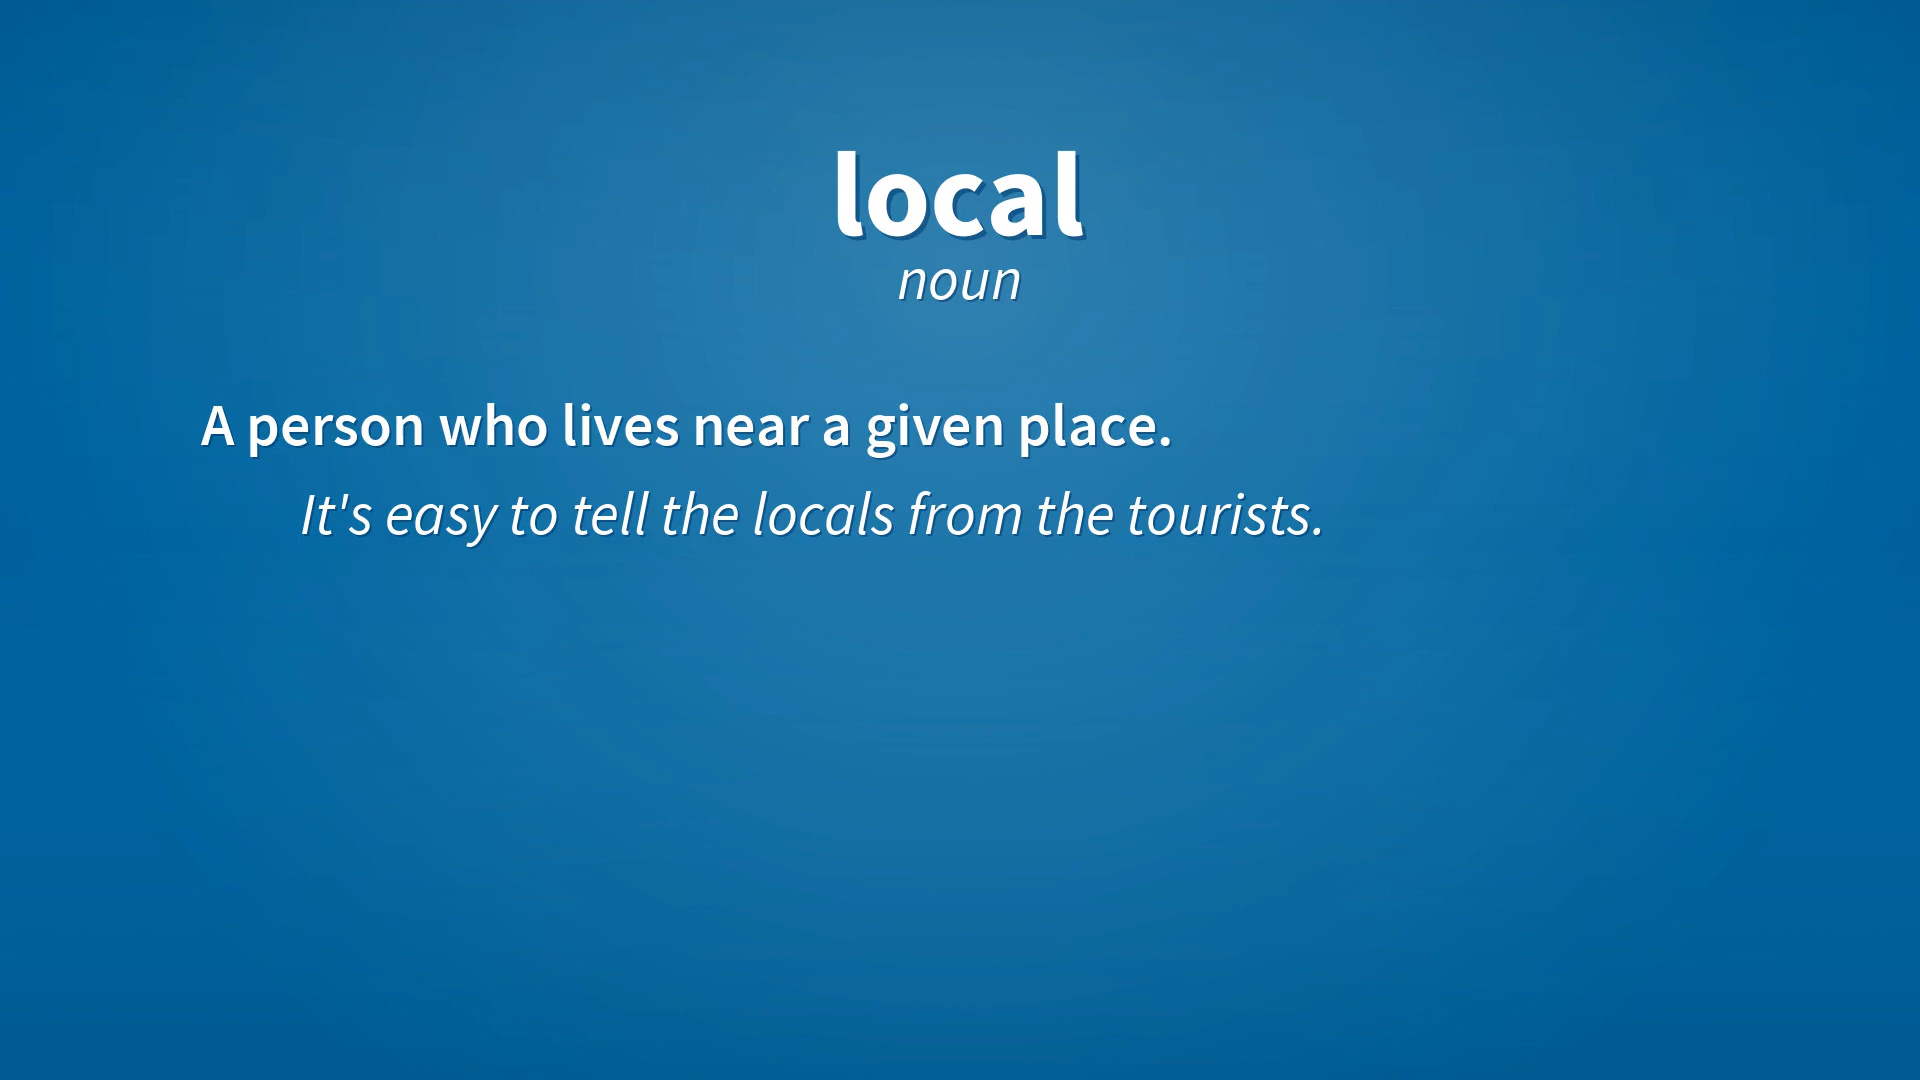 local
noun
A person who lives near a given place.
It's easy to tell the locals from the tourists.